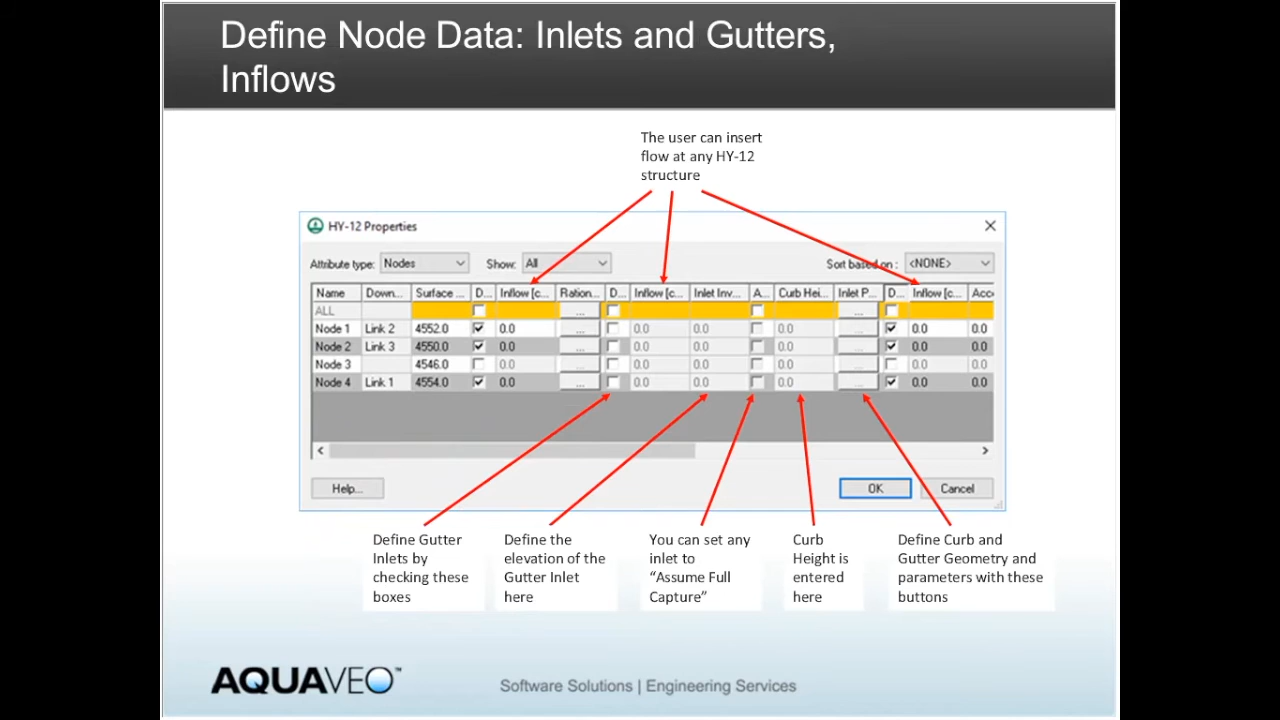 Define Node Data: Inlets and Gutters,
Inflows
The user can insert
flow at any HY-12
structure
HY-12 Properties
Attribute type: Nodes Show: All Sort based on : <NONE>
Name Down... Surface ... D... Inflow [c... Ration... D... Inflow [c... Inlet Inv... A... Curb Hei... Inlet P... D... Inflow [c... Acc
ALL ... ...
Node 1 Link 2 4552.0 0.0 ... 0.0 0.0 0.0 ... 0.0 0.0
Node 2 Link 3 4550.0 0.0 ... 0.0 0.0 0.0 ... 0.0 0.0
Node 3 4546.0 0.0 ... 0.0 0.0 0.0 ... 0.0 0.0
Node 4 Link 1 4554.0 0.0 ... 0.0 0.0 0.0 ... 0.0 0.0
Help... OK Cancel
Define Gutter
Inlets by
checking these
boxes
Define the
elevation of the
Gutter Inlet
here
You can set any
inlet to
“Assume Full
Capture”
Curb
Height is
entered
here
Define Curb and
Gutter Geometry and
parameters with these
buttons
AQUAVEO™
Software Solutions | Engineering Services